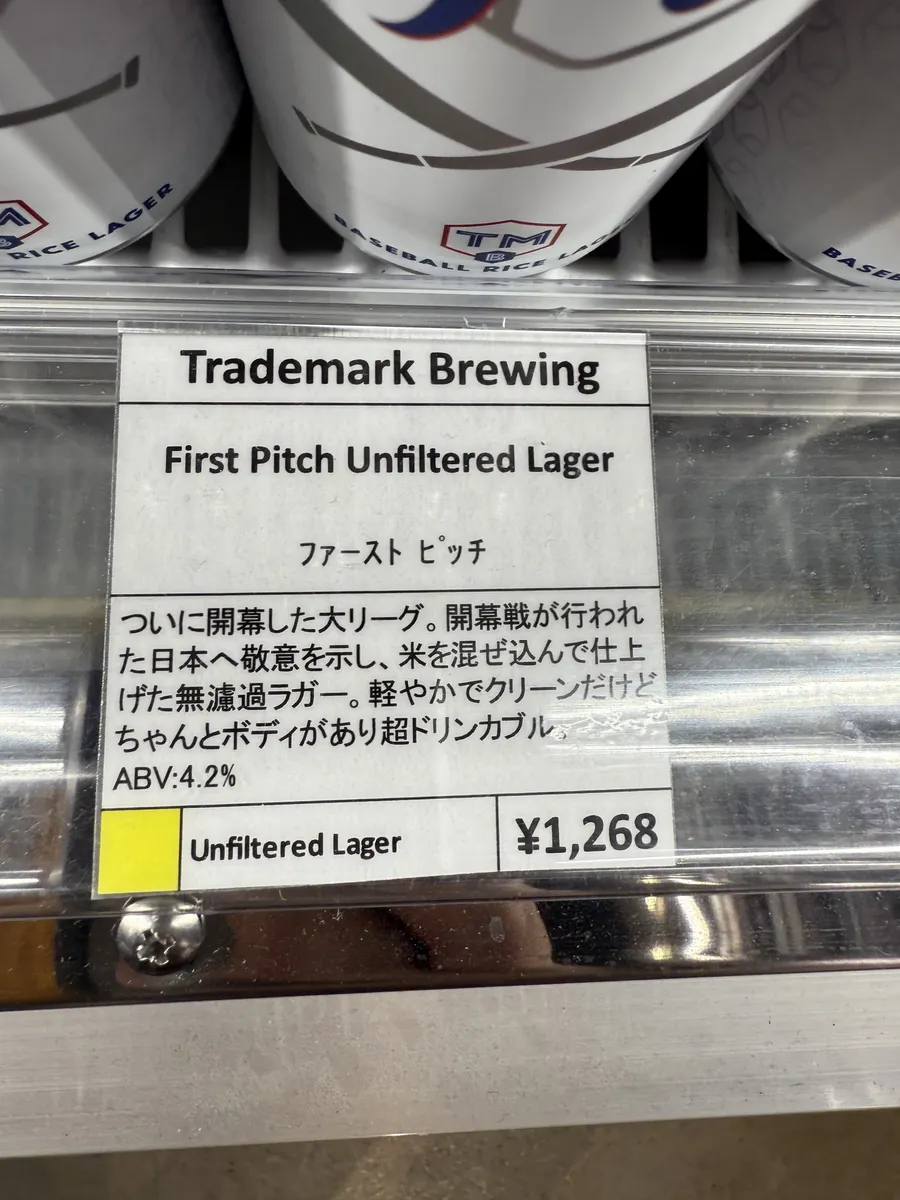 RICE LAGER
TM
B
BASEBALL RICE
Trademark Brewing
First Pitch Unfiltered Lager
ファースト ピッチ
ついに開幕した大リーグ。開幕戦が行われ
た日本へ敬意を示し、米を混ぜ込んで仕上
げた無濾過ラガー。軽やかでクリーンだけど
ちゃんとボディがあり超ドリンカブル。
ABV:4.2%
Unfiltered Lager
¥1,268